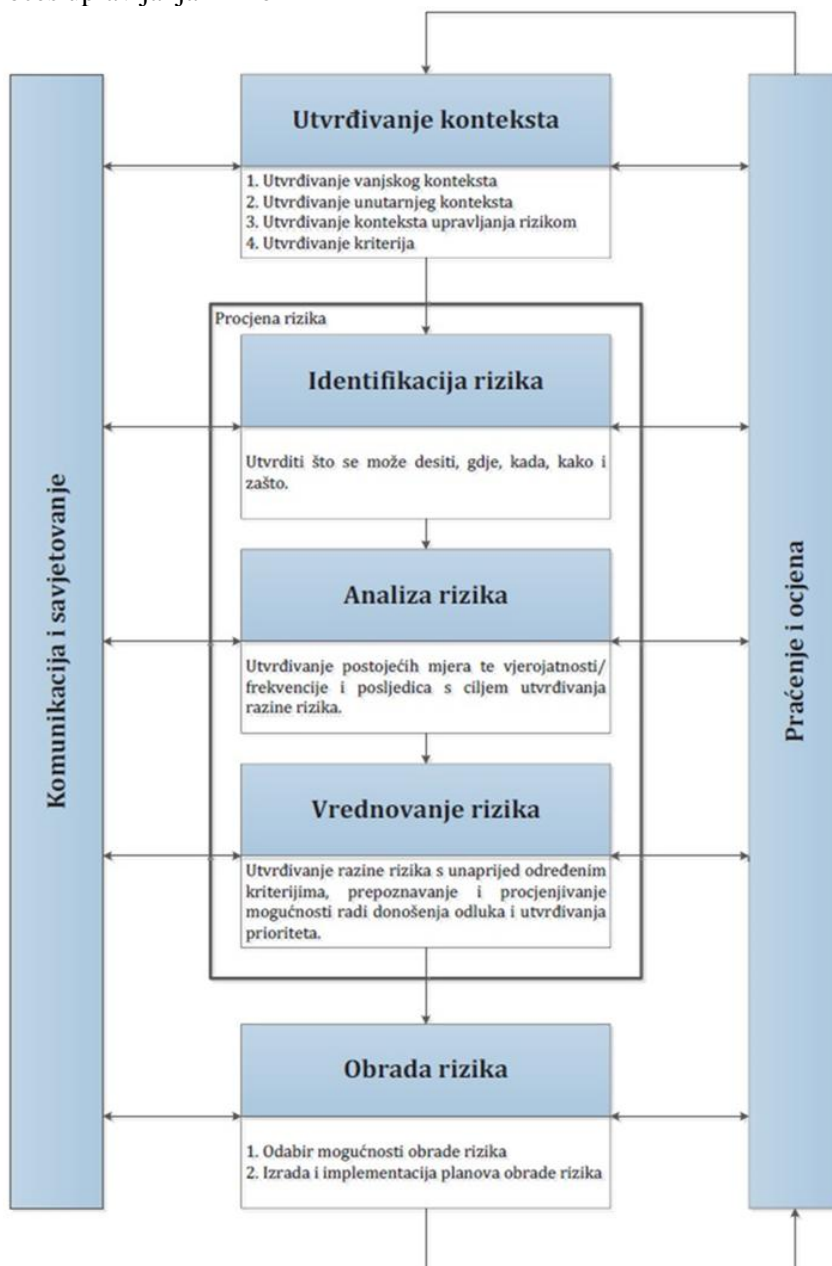 Utvrđivanje konteksta
1. Utvrđivanje vanjskog konteksta
2. Utvrđivanje unutarnjeg konteksta
3. Utvrđivanje konteksta upravljanja rizikom
4. Utvrđivanje kriterija
Procjena rizika
Identifikacija rizika
Utvrditi što se može desiti, gdje, kada, kako i
zašto.
Analiza rizika
Utvrđivanje postojećih mjera te vjerojatnosti/
frekvencije i posljedica s ciljem utvrđivanja
razine rizika.
Vrednovanje rizika
Utvrđivanje razine rizika s unaprijed određenim
kriterijima, prepoznavanje i procjenjivanje
mogućnosti radi donošenja odluka i utvrđivanja
prioriteta.
Obrada rizika
1. Odabir mogućnosti obrade rizika
2. Izrada i implementacija planova obrade rizika
Komunikacija i savjetovanje
Praćenje i ocjena